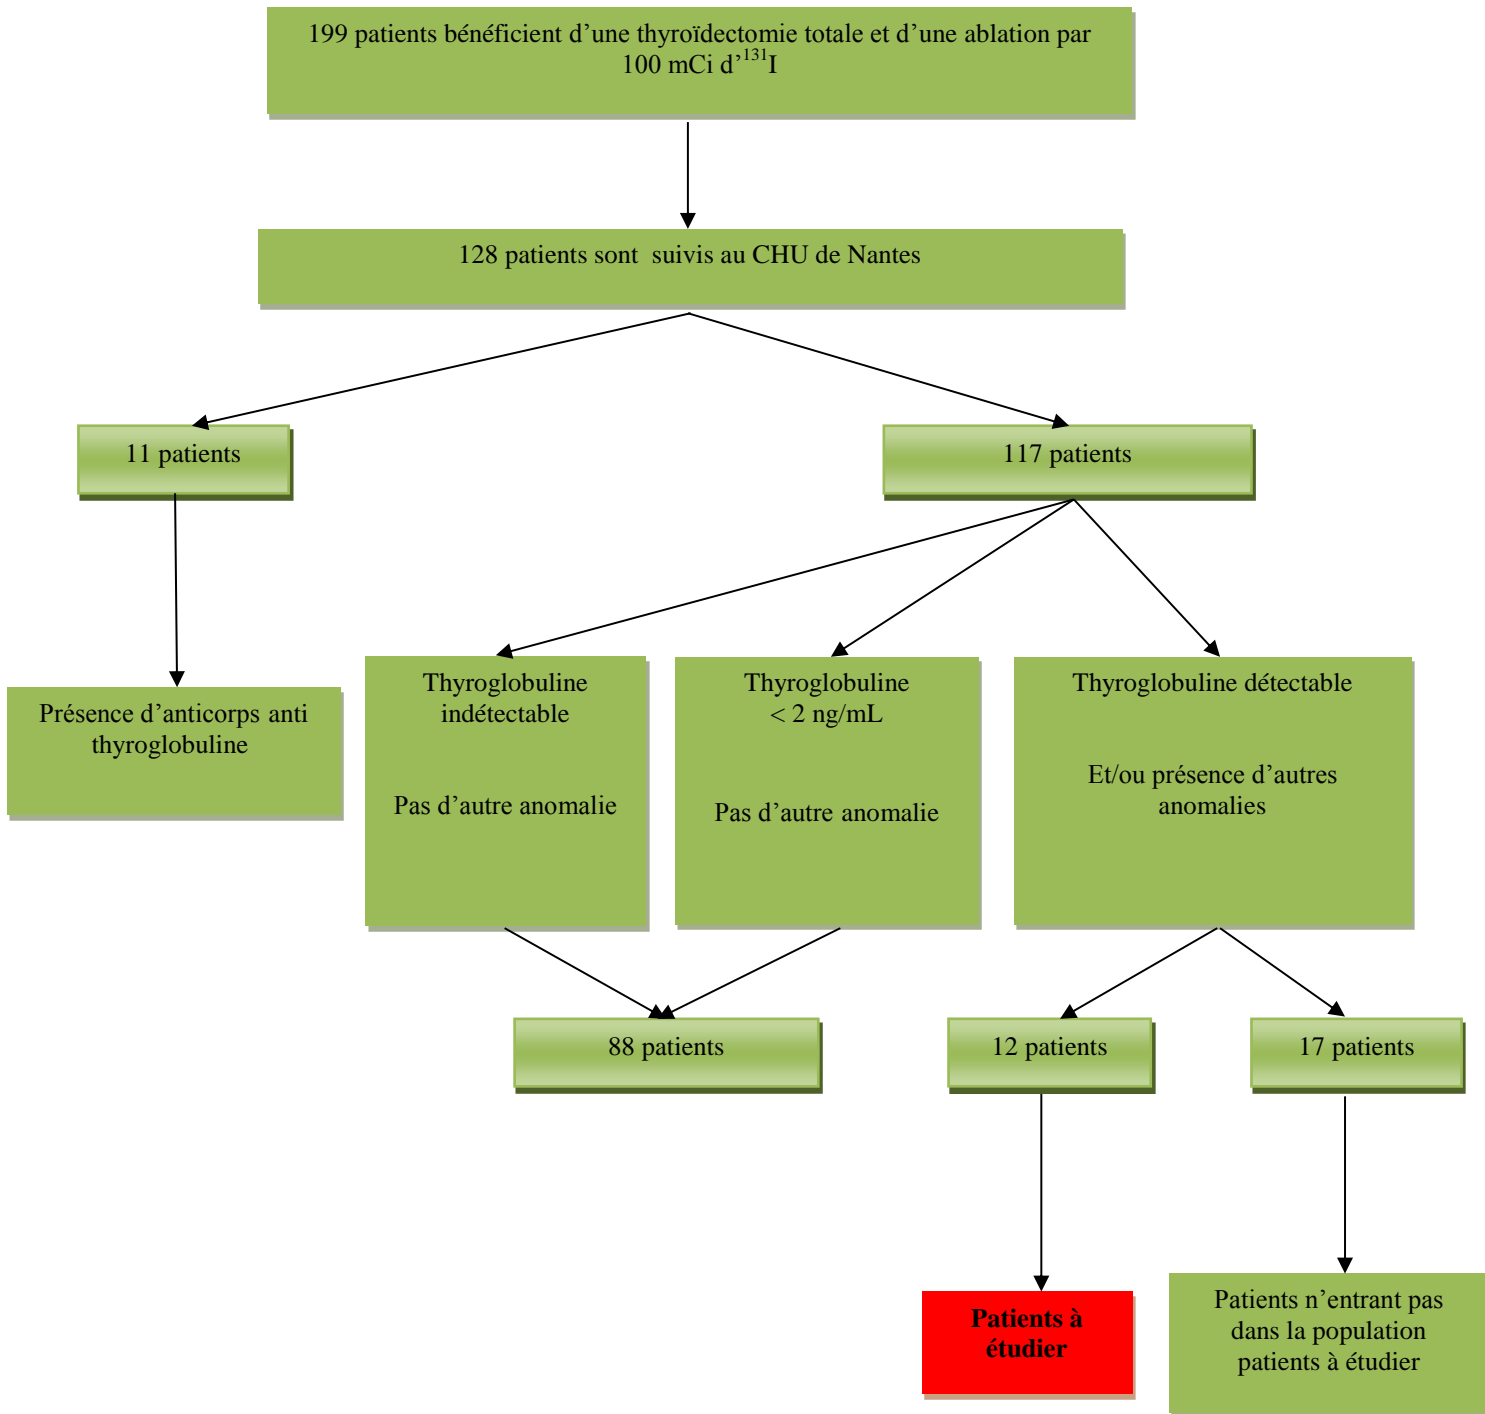 199 patients bénéficient d’une thyroïdectomie totale et d’une ablation par
100 mCi d’¹³¹I
128 patients sont  suivis au CHU de Nantes
11 patients
117 patients
Présence d’anticorps anti
thyroglobuline
Thyroglobuline
indétectable
Pas d’autre anomalie
Thyroglobuline
< 2 ng/mL
Pas d’autre anomalie
Thyroglobuline détectable
Et/ou présence d’autres
anomalies
88 patients
12 patients
17 patients
Patients à
étudier
Patients n’entrant pas
dans la population
patients à étudier